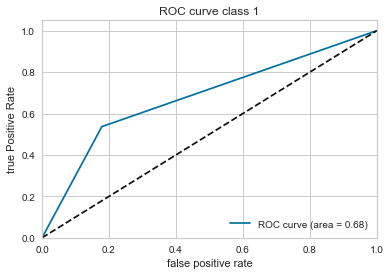 ROC curve class 1
1.0
0.8
0.6
0.4
0.2
0.0
true Positive Rate
ROC curve (area = 0.68)
0.0 0.2 0.4 0.6 0.8 1.0
false positive rate